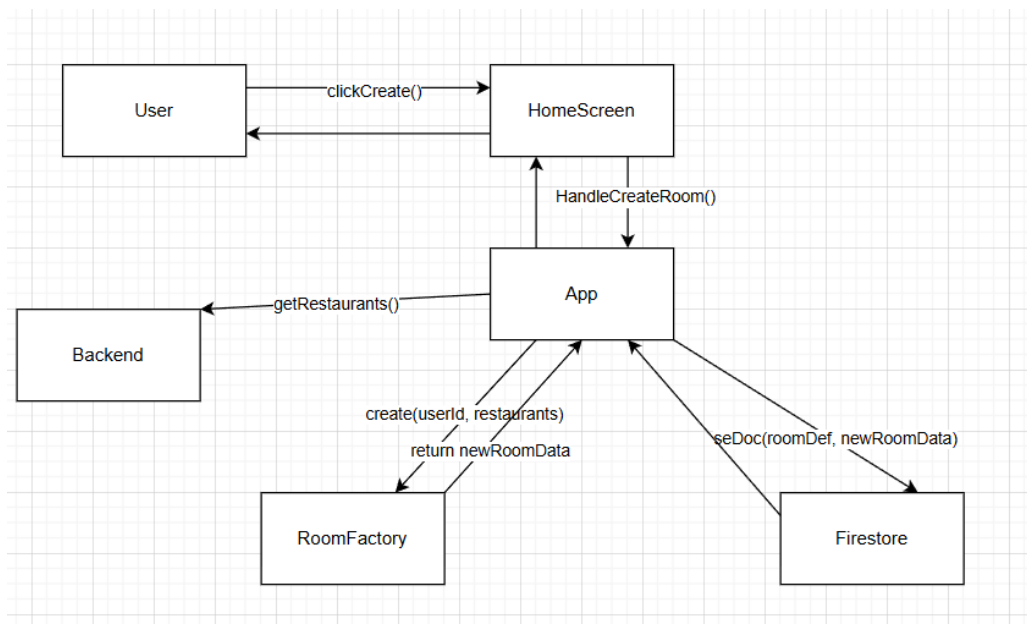 User
clickCreate()
HomeScreen
HandleCreateRoom()
App
getRestaurants()
Backend
create(userId, restaurants)
return newRoomData
seDoc(roomDef, newRoomData)
RoomFactory
Firestore